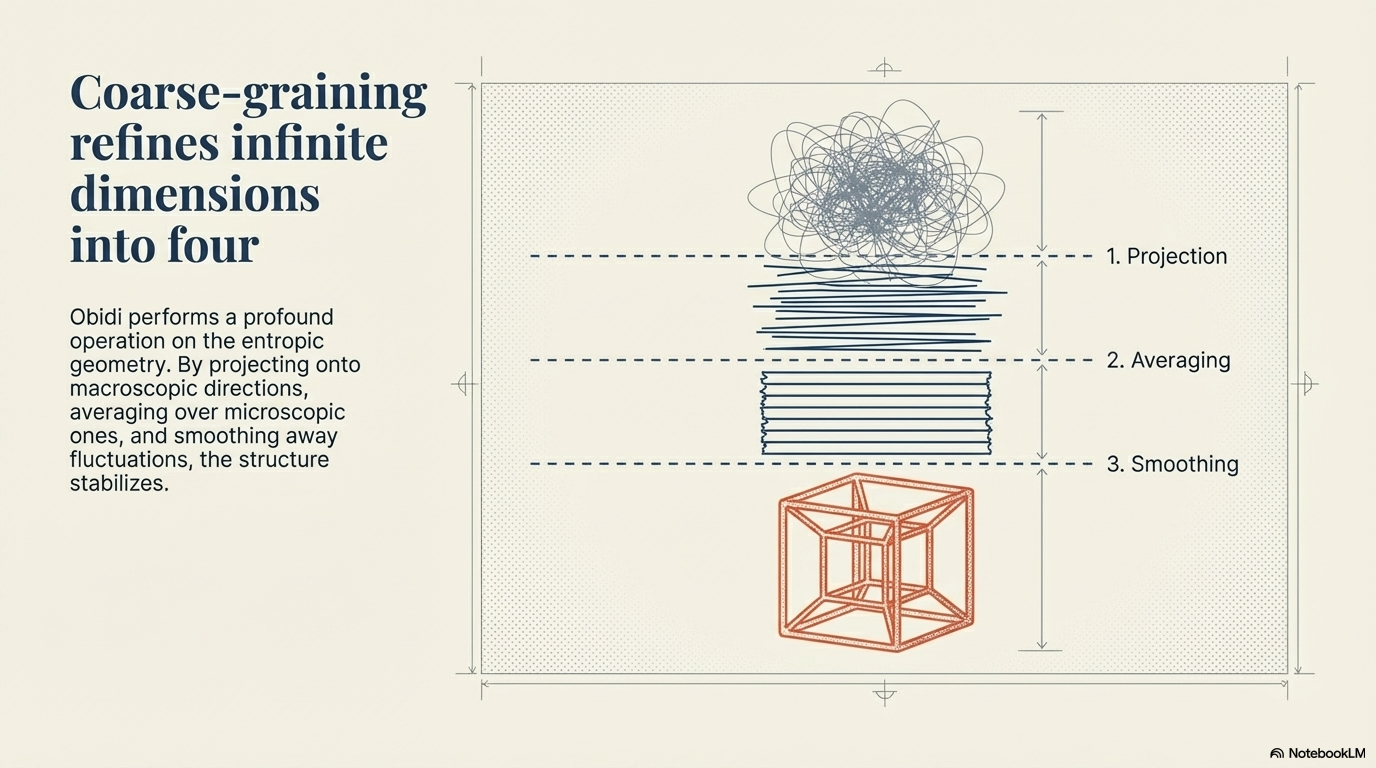 Coarse-graining
refines infinite
dimensions
into four
Obidi performs a profound
operation on the entropic
geometry. By projecting onto
macroscopic directions,
averaging over microscopic
ones, and smoothing away
fluctuations, the structure
stabilizes.
1. Projection
2. Averaging
3. Smoothing
NotebookLM